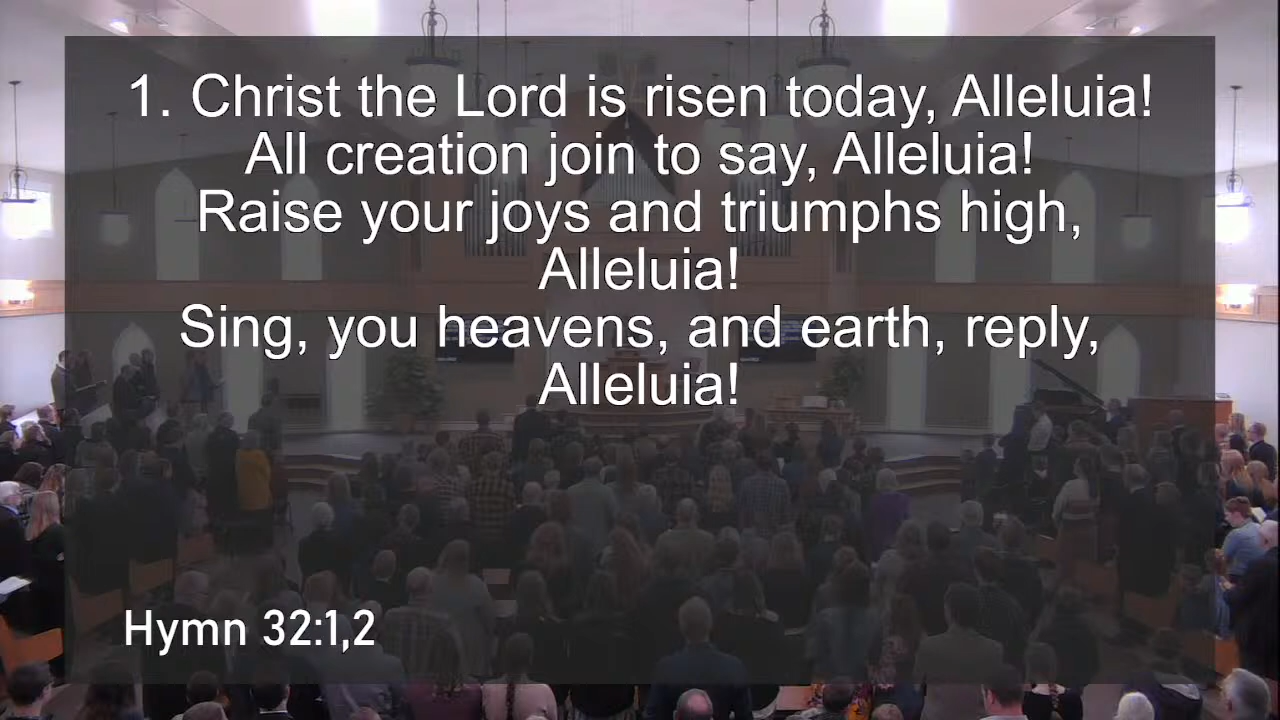 1. Christ the Lord is risen today, Alleluia!
All creation join to say, Alleluia!
Raise your joys and triumphs high,
Alleluia!
Sing, you heavens, and earth, reply,
Alleluia!
Hymn 32:1,2